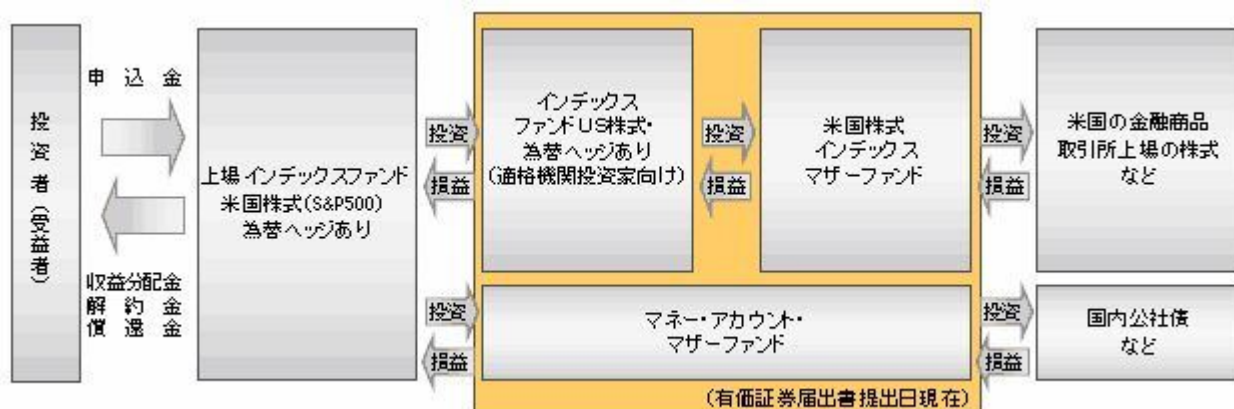 投資者(受益者)
申込金
収益分配金
解約金
償還金
上場インデックスファンド
米国株式(S&P500)
為替ヘッジあり
投資
損益
インデックス
ファンドUS株式・
為替ヘッジあり
(適格機関投資家向け)
投資
損益
米国株式
インデックス
マザーファンド
投資
損益
米国の金融商品
取引所上場の株式
など
投資
損益
マネー・アカウント・
マザーファンド
投資
損益
国内公社債
など
(有価証券届出書提出日現在)